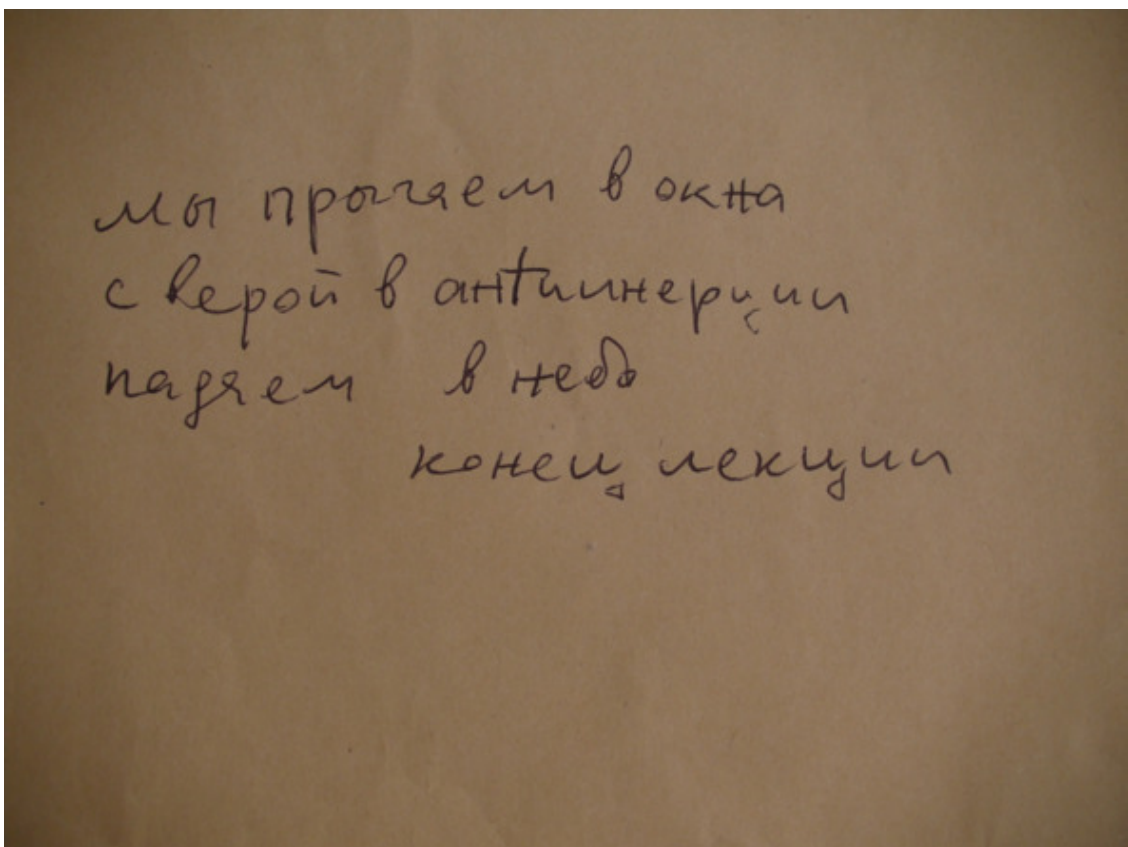 мы прыгаем в окна
с верой в антиинерции
падаем в небо
конец лекции